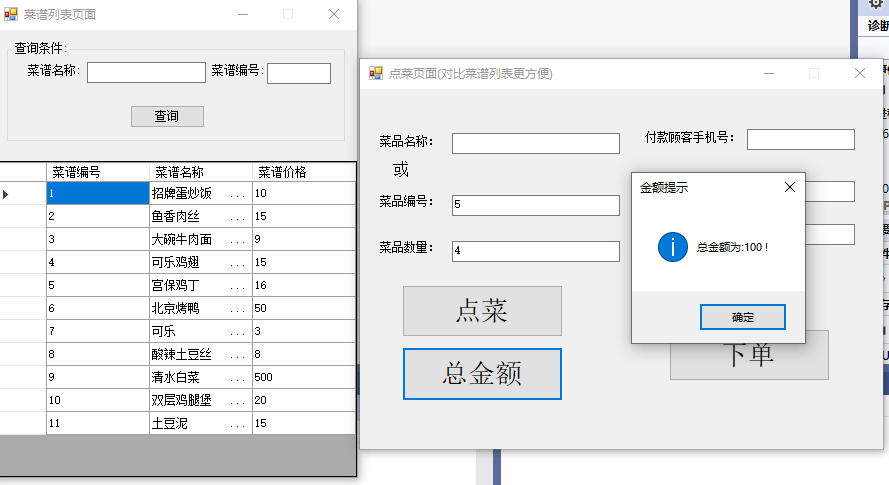 菜谱列表页面
查询条件:
菜谱名称:
菜谱编号:
查询
菜谱编号 菜谱名称 菜谱价格
1 招牌蛋炒饭 ... 10
2 鱼香肉丝 ... 15
3 大碗牛肉面 ... 9
4 可乐鸡翅 ... 15
5 宫保鸡丁 ... 16
6 北京烤鸭 ... 50
7 可乐 ... 3
8 酸辣土豆丝 ... 8
9 清水白菜 ... 500
10 双层鸡腿堡 ... 20
11 土豆泥 ... 15
点菜页面(对比菜谱列表更方便)
菜品名称:
或
菜品编号: 5
菜品数量: 4
点菜
总金额
付款顾客手机号:
金额提示
总金额为:100 !
确定
下单
诊断